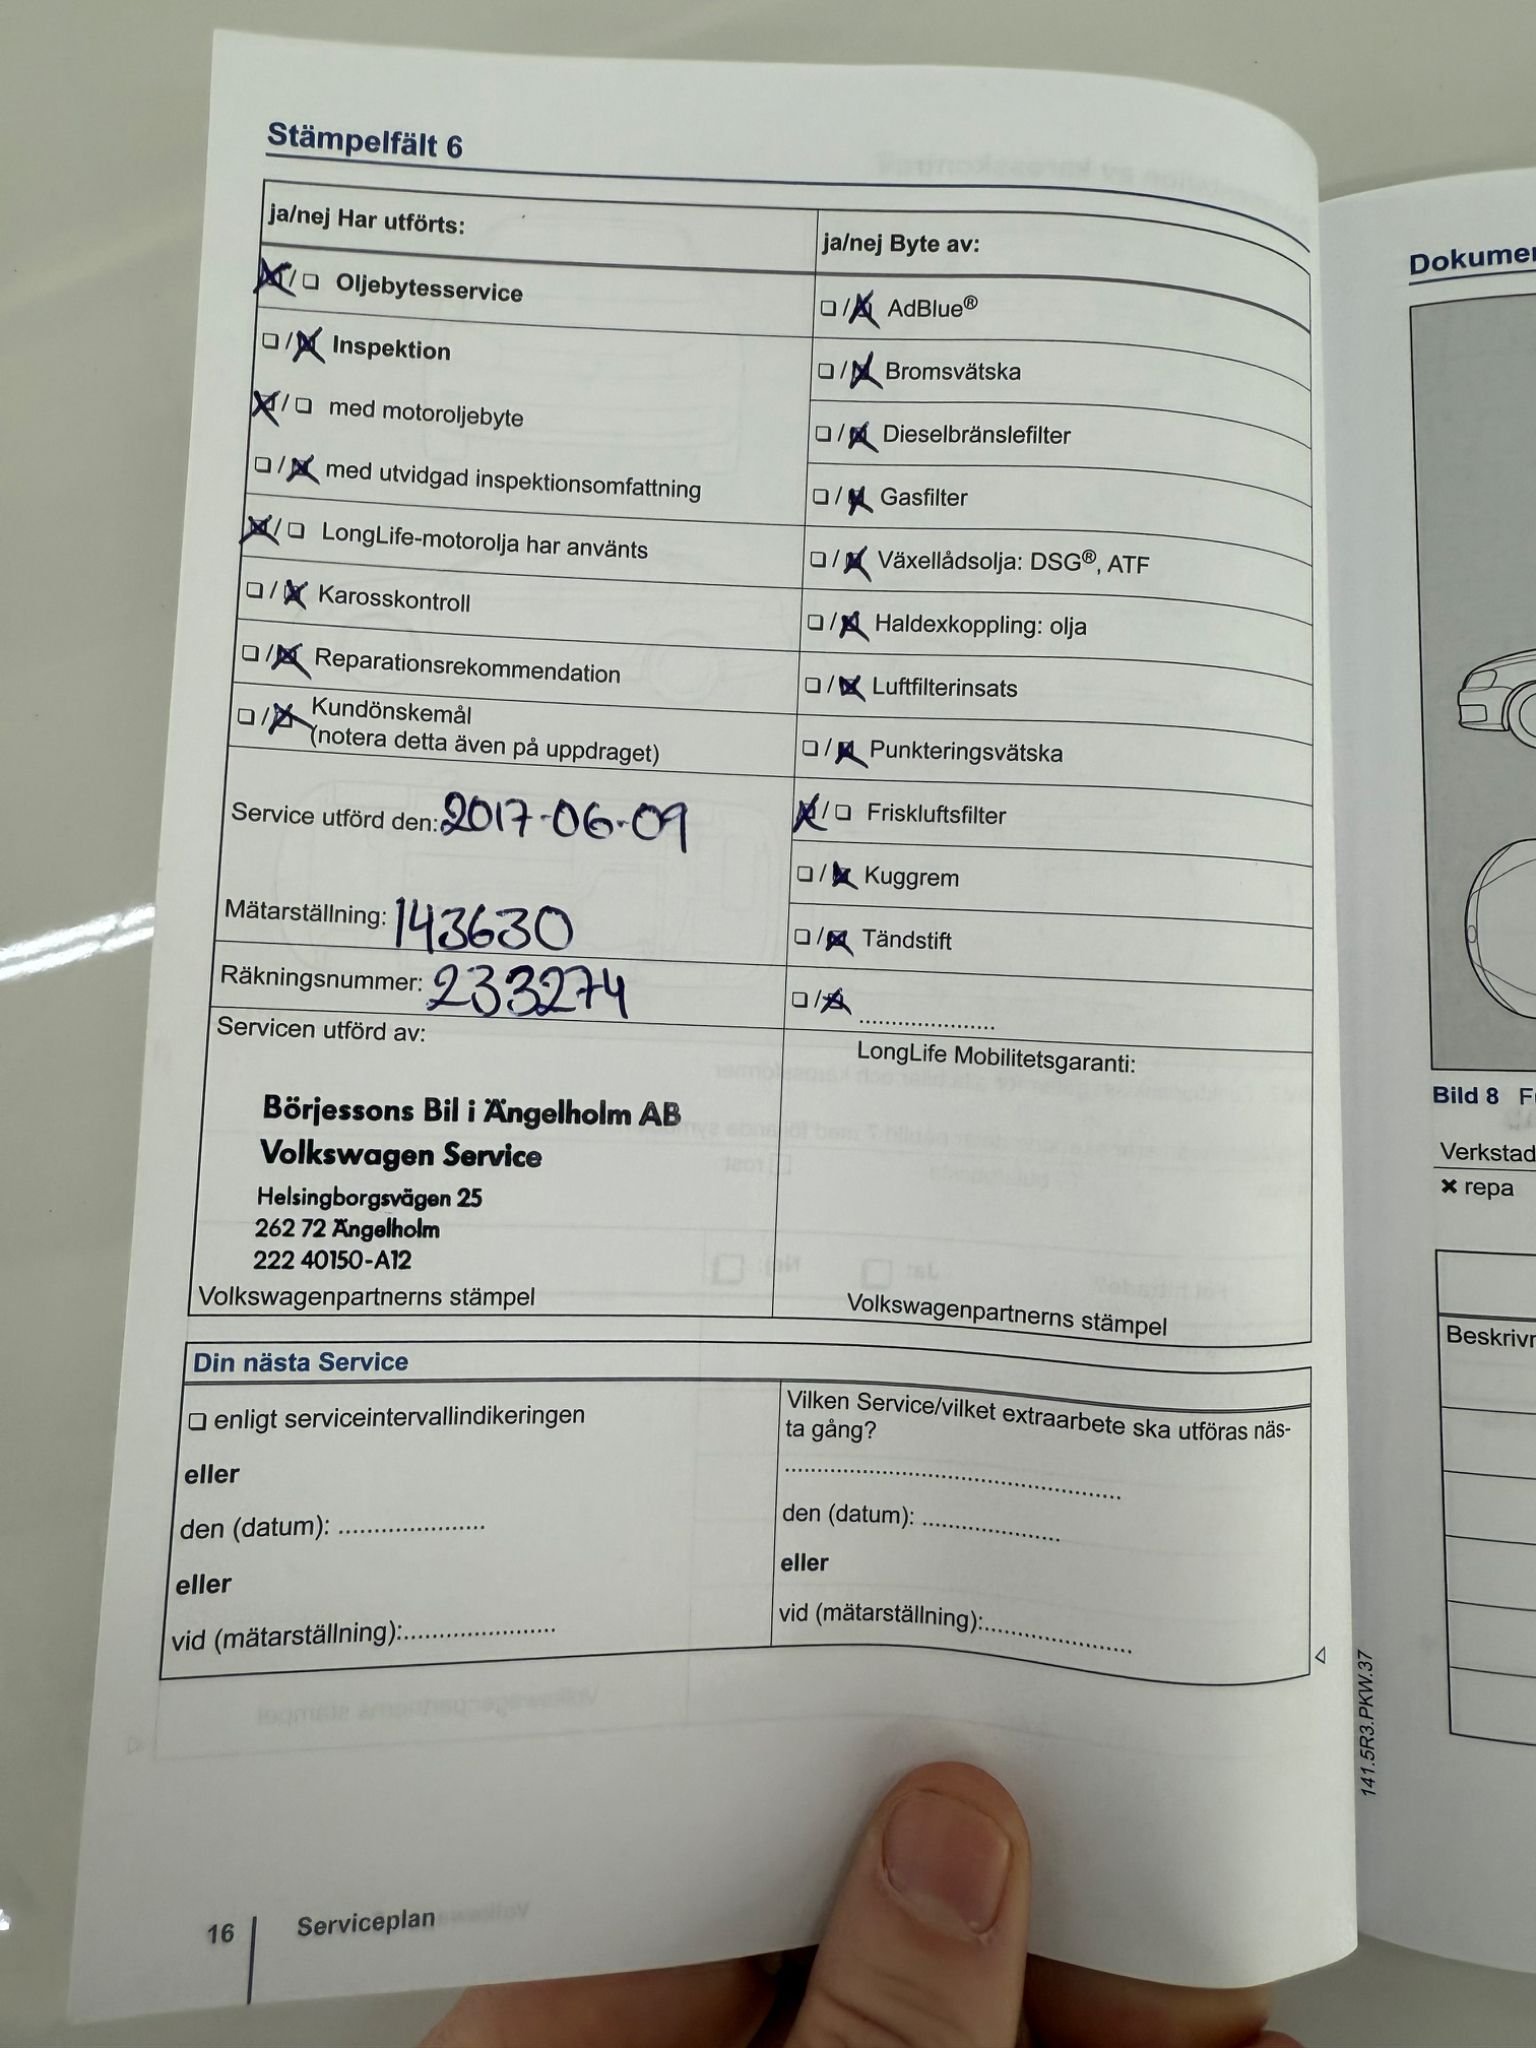 Stämpelfält 6
ja/nej Har utförts:
☒/☐ Oljebytesservice
☐/☒ Inspektion
☒/☐ med motoroljebyte
☐/☒ med utvidgad inspektionsomfattning
☒/☐ LongLife-motorolja har använts
☐/☒ Karosskontroll
☐/☒ Reparationsrekommendation
☐/☒ Kundönskemål
(notera detta även på uppdraget)
Service utförd den: 2017-06-09
Mätarställning: 143630
Räkningsnummer: 233274
Servicen utförd av:
Börjessons Bil i Ängelholm AB
Volkswagen Service
Helsingborgsvägen 25
262 72 Ängelholm
222 40150-A12
Volkswagenpartnerns stämpel
ja/nej Byte av:
☐/☒ AdBlue®
☐/☒ Bromsvätska
☐/☒ Dieselbränslefilter
☐/☒ Gasfilter
☐/☒ Växellådsolja: DSG®, ATF
☐/☒ Haldexkoppling: olja
☐/☒ Luftfilterinsats
☐/☒ Punkteringsvätska
☒/☐ Friskluftsfilter
☐/☒ Kuggrem
☐/☒ Tändstift
☐/☒ ......................
LongLife Mobilitetsgaranti:
Volkswagenpartnerns stämpel
Din nästa Service
☐ enligt serviceintervallindikeringen
eller
den (datum): ......................
eller
vid (mätarställning):......................
Vilken Service/vilket extraarbete ska utföras näs-
ta gång?
..................................................
den (datum): ......................
eller
vid (mätarställning):......................
141.5R3.PKW.37
16 Serviceplan
Bild 8
Verkstad
✖ repa